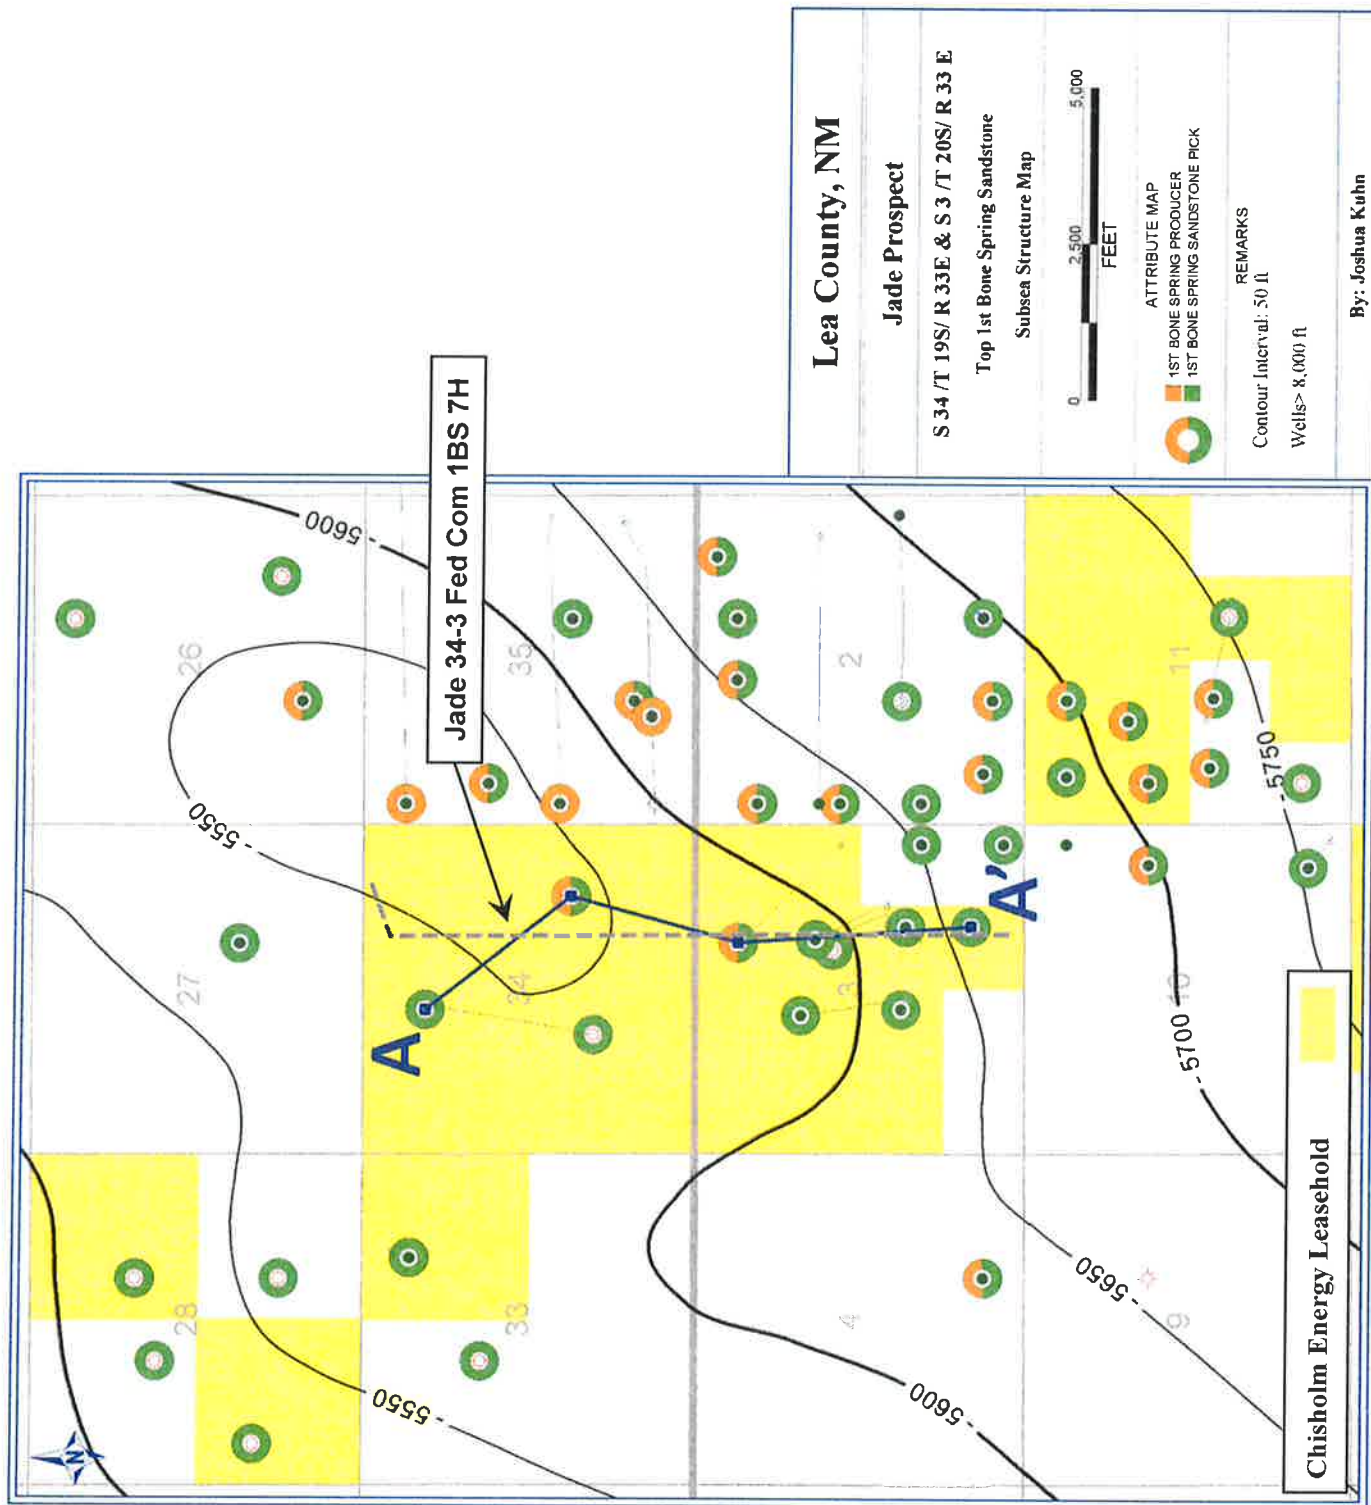 Lea County, NM
Jade Prospect
S 34 /T 19S/ R 33E & S 3 /T 20S/ R 33 E
Top 1st Bone Spring Sandstone
Subsea Structure Map
0 2,500 5,000
FEET
ATTRIBUTE MAP
1ST BONE SPRING PRODUCER
1ST BONE SPRING SANDSTONE PICK
REMARKS
Contour Interval: 50 ft
Wells> 8,000 ft
By: Joshua Kuhn
Jade 34-3 Fed Com 1BS 7H
N
28
27
26
33
34
35
4
3
2
9
10
11
A
A'
-5550
-5550
-5600
-5600
-5650
-5700
-5750
Chisholm Energy Leasehold